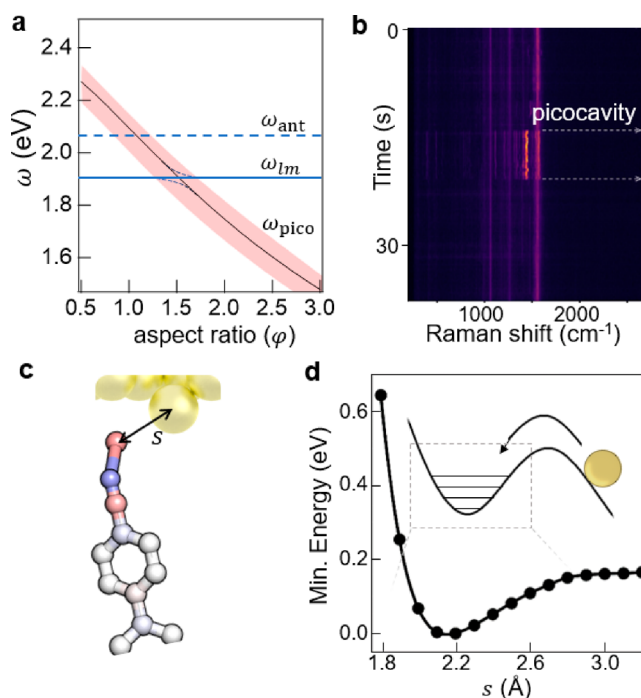 a
2.4
2.2
2.0
1.8
1.6
ω (eV)
ω_ant
ω_lm
ω_pico
0.5 1.0 1.5 2.0 2.5 3.0
aspect ratio (φ)
b
0
30
Time (s)
picocavity
1000 2000
Raman shift (cm⁻¹)
c
s
d
0.6
0.4
0.2
0.0
Min. Energy (eV)
1.8 2.2 2.6 3.0
s (Å)